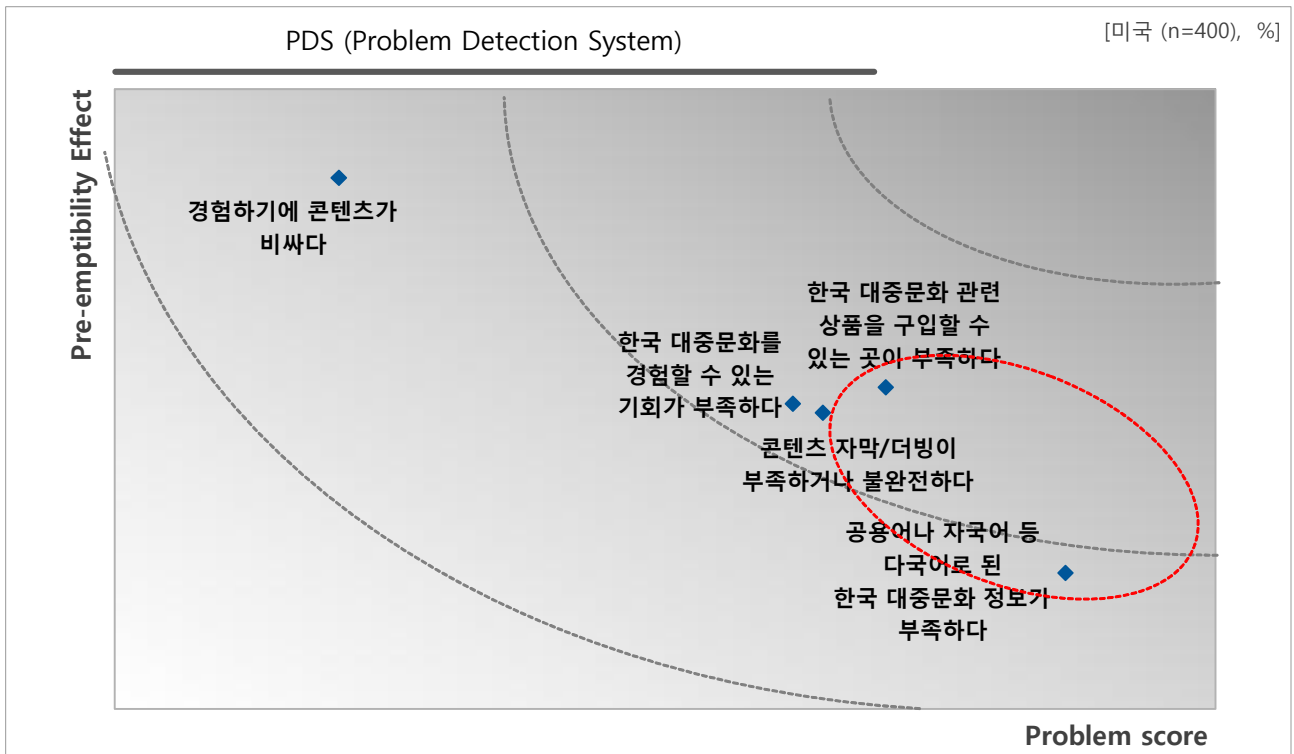 PDS (Problem Detection System)
[미국 (n=400), %]
Pre-emptibility Effect
경험하기에 콘텐츠가
비싸다
한국 대중문화 관련
상품을 구입할 수
있는 곳이 부족하다
한국 대중문화를
경험할 수 있는
기회가 부족하다
콘텐츠 자막/더빙이
부족하거나 불완전하다
공용어나 자국어 등
다국어로 된
한국 대중문화 정보가
부족하다
Problem score